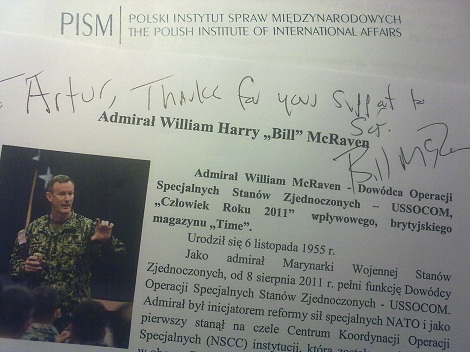 PISM POLSKI INSTYTUT SPRAW MIĘDZYNARODOWYCH
THE POLISH INSTITUTE OF INTERNATIONAL AFFAIRS
Artur, Thanks for your support to
Sof.
Admirał William Harry „Bill” McRaven
Bill McRaven
Admirał William McRaven - Dowódca Operacji
Specjalnych Stanów Zjednoczonych – USSOCOM,
„Człowiek Roku 2011” wpływowego, brytyjskiego
magazynu „Time”.
Urodził się 6 listopada 1955 r.
Jako admirał Marynarki Wojennej Stanów
Zjednoczonych, od 8 sierpnia 2011 r. pełni funkcję Dowódcy
Operacji Specjalnych Stanów Zjednoczonych - USSOCOM.
Admirał był inicjatorem reformy sił specjalnych NATO i jako
pierwszy stanął na czele Centrum Koordynacji Operacji
Specjalnych (NSCC) instytucji, która